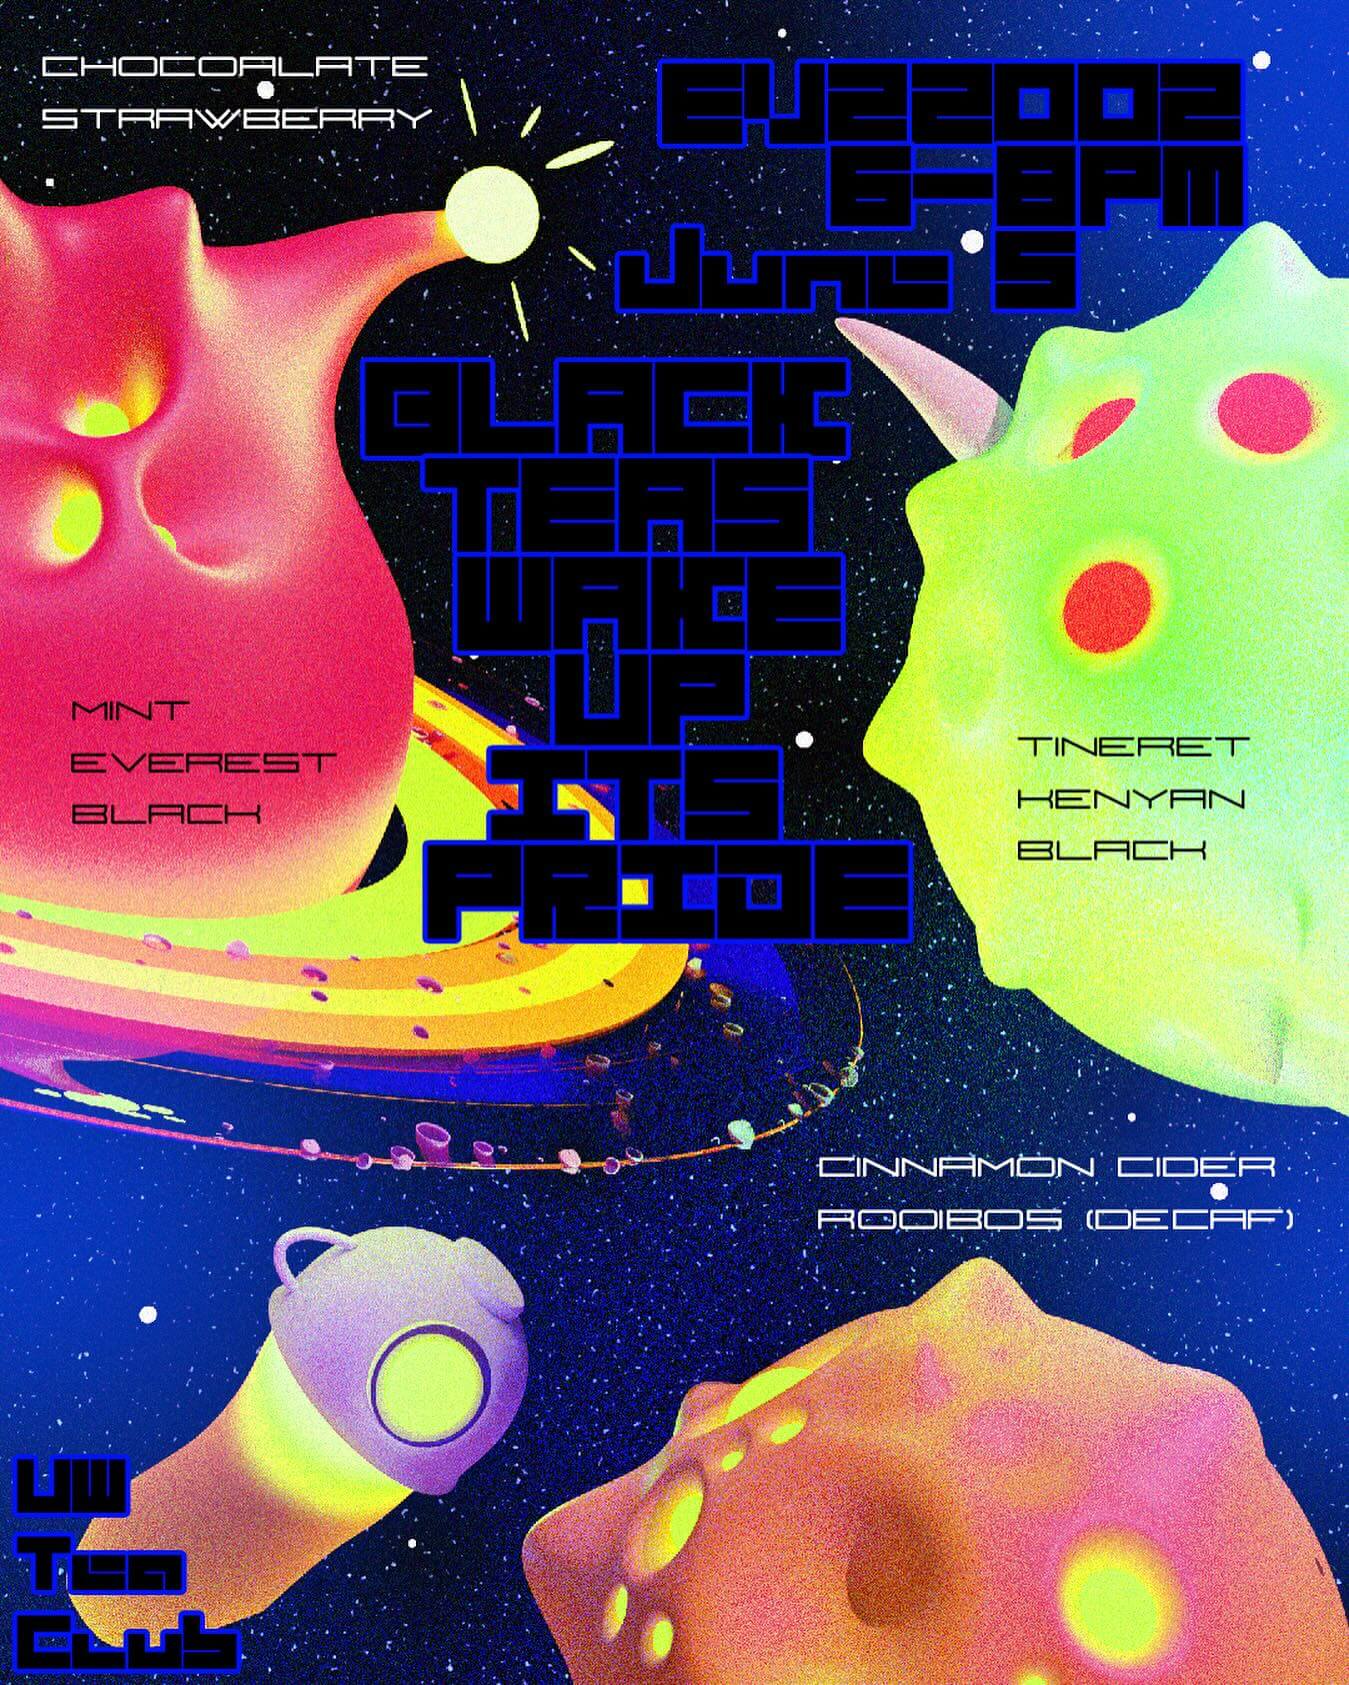 CHOCOALATE
STRAWBERRY
EV22002
6-8PM
June 5
BLACK
TEAS
WAKE
UP
ITS
PRIDE
MINT
EVEREST
BLACK
TINERET
KENYAN
BLACK
CINNAMON CIDER
ROOIBOS (DECAF)
UW
Tea
Club